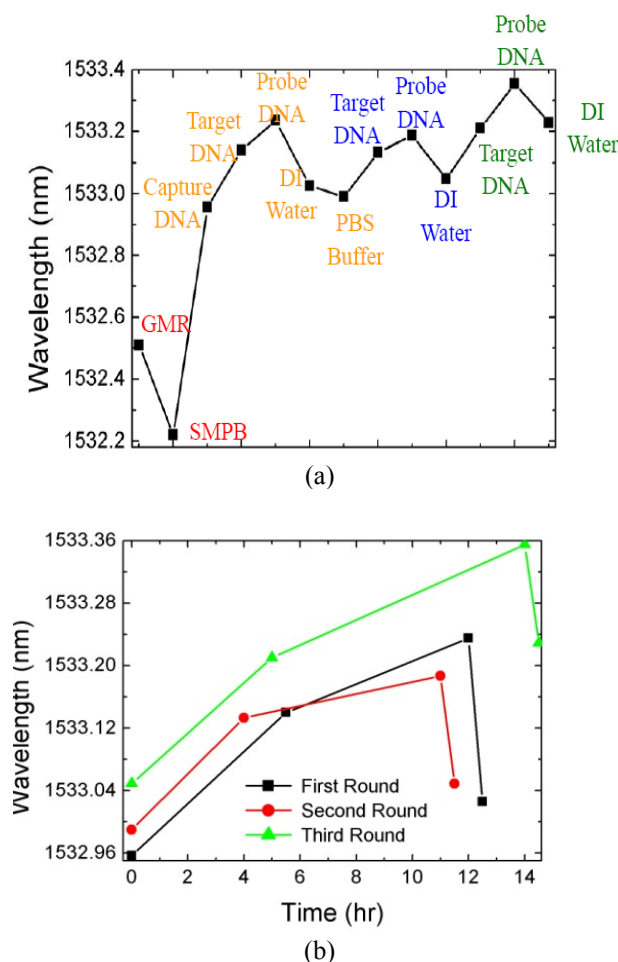 Probe
DNA
1533.4
Probe
DNA
Target
DNA
Probe
DNA
DI
Water
1533.2
Target
DNA
Target
DNA
Capture
DNA
DI
Water
1533.0
PBS
Buffer
DI
Water
1532.8
1532.6
GMR
1532.4
SMPB
1532.2
Wavelength (nm)
(a)
1533.36
1533.28
1533.20
1533.12
1533.04
1532.96
Wavelength (nm)
First Round
Second Round
Third Round
0 2 4 6 8 10 12 14
Time (hr)
(b)